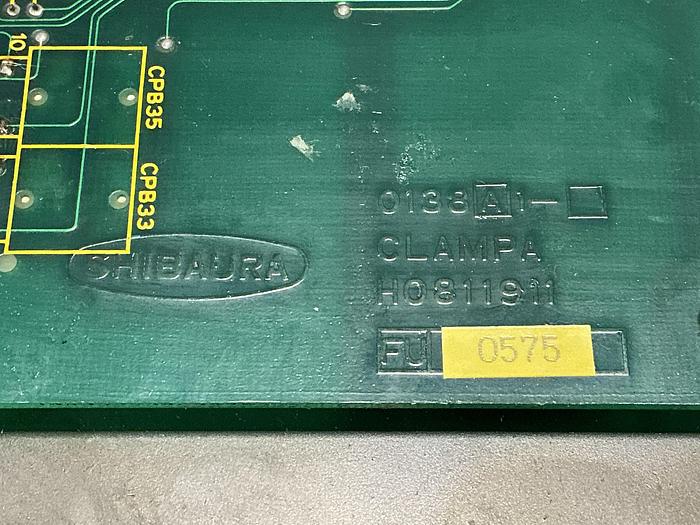 10
CPB35
CPB33
SHIBAURA
0138A1-
CLAMPA
H0811911
FU 0575